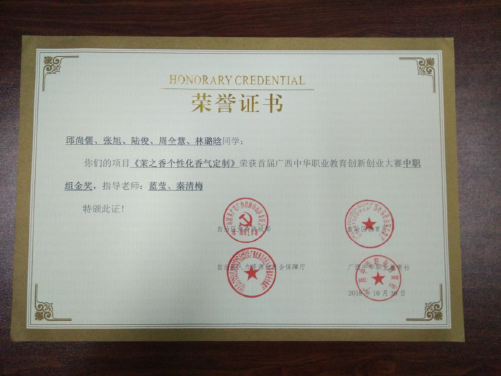 HONORARY CREDENTIAL
荣誉证书
邱尚儒、张旭、陆俊、周全慧、林璐晗同学：
你们的项目《茉之香个性化香气定制》荣获首届广西中华职业教育创新创业大赛中职
组金奖，指导老师：蓝莹、秦清梅
特颁此证！